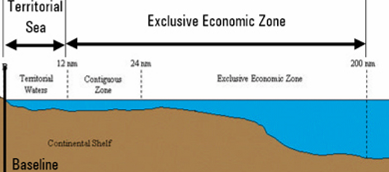 Territorial
Sea
Exclusive Economic Zone
12 nm
24 nm
200 nm
Territorial
Waters
Contiguous
Zone
Exclusive Economic Zone
Continental Shelf
Baseline